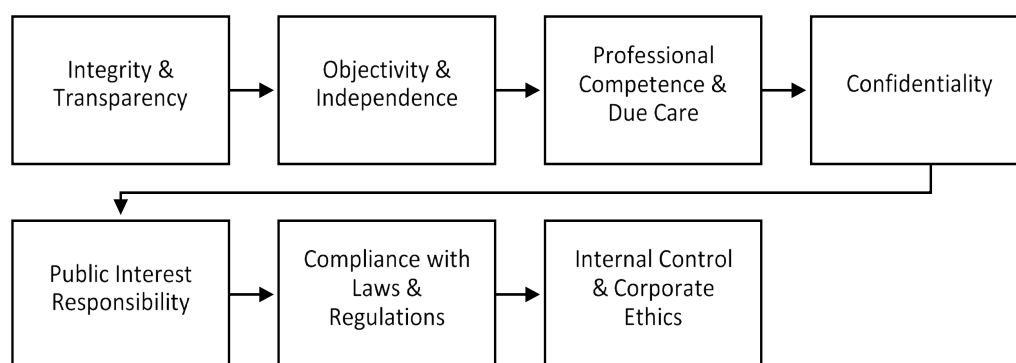 Integrity &
Transparency
Objectivity &
Independence
Professional
Competence &
Due Care
Confidentiality
Public Interest
Responsibility
Compliance with
Laws &
Regulations
Internal Control
& Corporate
Ethics